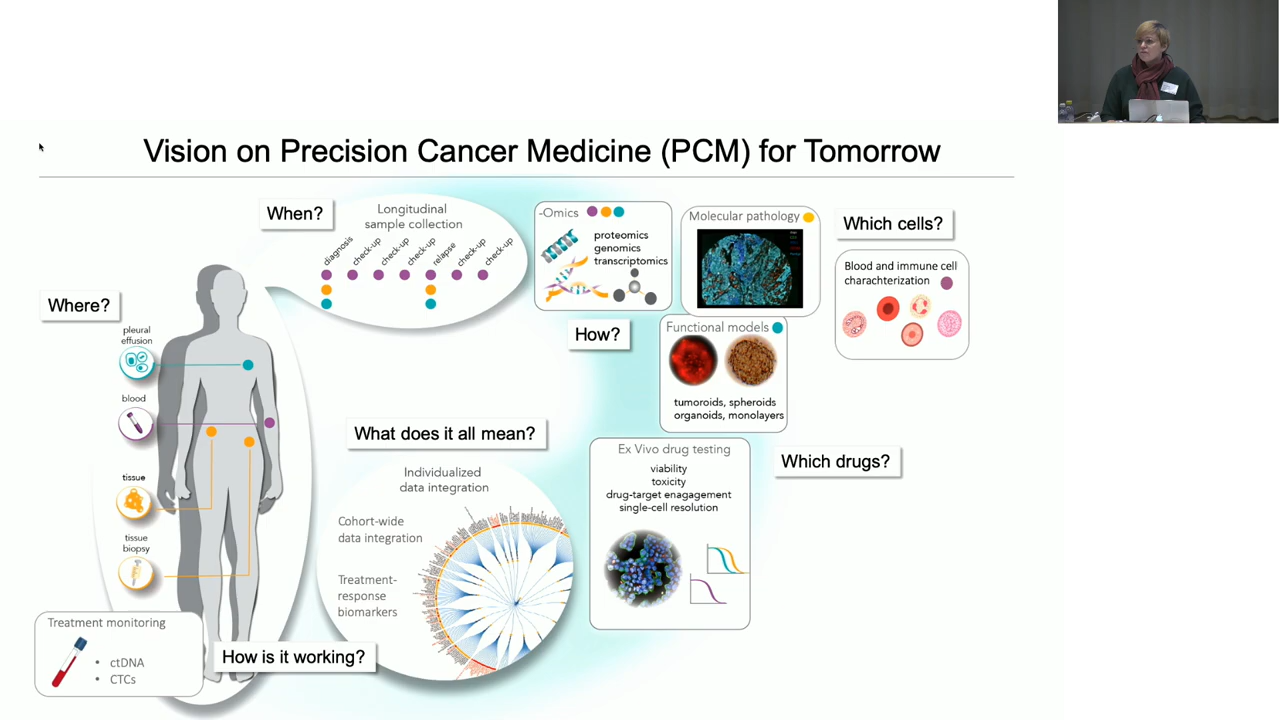 Vision on Precision Cancer Medicine (PCM) for Tomorrow
When?
Longitudinal
sample collection
diagnosis
check-up
check-up
check-up
relapse
check-up
check-up
-Omics
proteomics
genomics
transcriptomics
Molecular pathology
Which cells?
Blood and immune cell
charachterization
Where?
pleural
effusion
blood
tissue
tissue
biopsy
How?
Functional models
tumoroids, spheroids
organoids, monolayers
What does it all mean?
Individualized
data integration
Cohort-wide
data integration
Treatment-
response
biomarkers
Ex Vivo drug testing
viability
toxicity
drug-target enagagement
single-cell resolution
Which drugs?
Treatment monitoring
• ctDNA
• CTCs
How is it working?